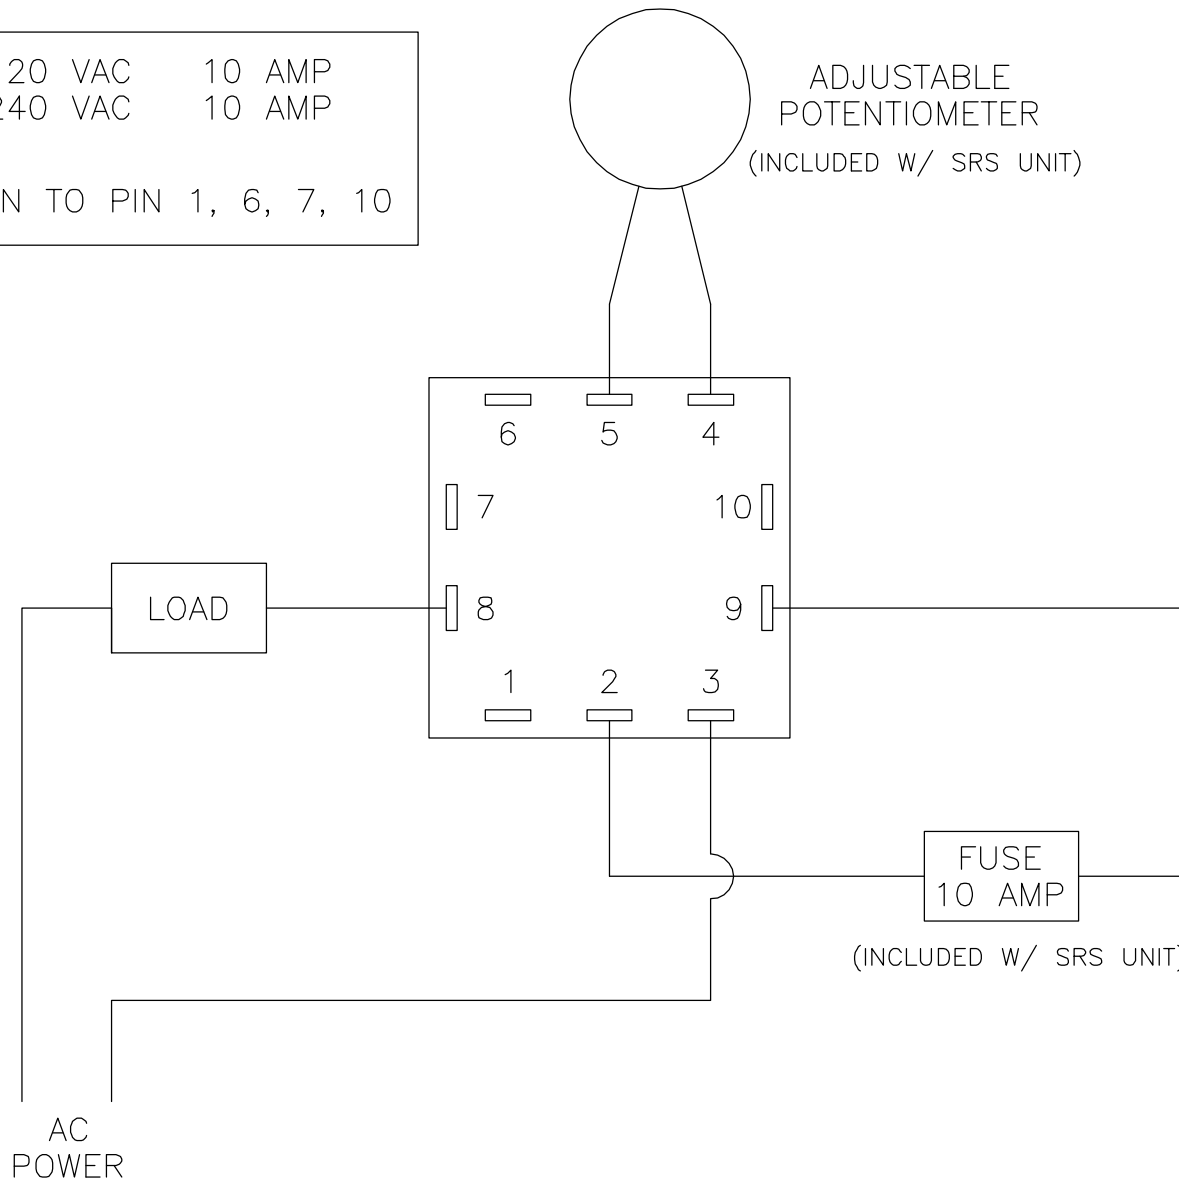 20 VAC 10 AMP
240 VAC 10 AMP
N TO PIN 1, 6, 7, 10
ADJUSTABLE
POTENTIOMETER
(INCLUDED W/ SRS UNIT)
6 5 4
7 10
LOAD
8 9
1 2 3
FUSE
10 AMP
(INCLUDED W/ SRS UNIT)
AC
POWER